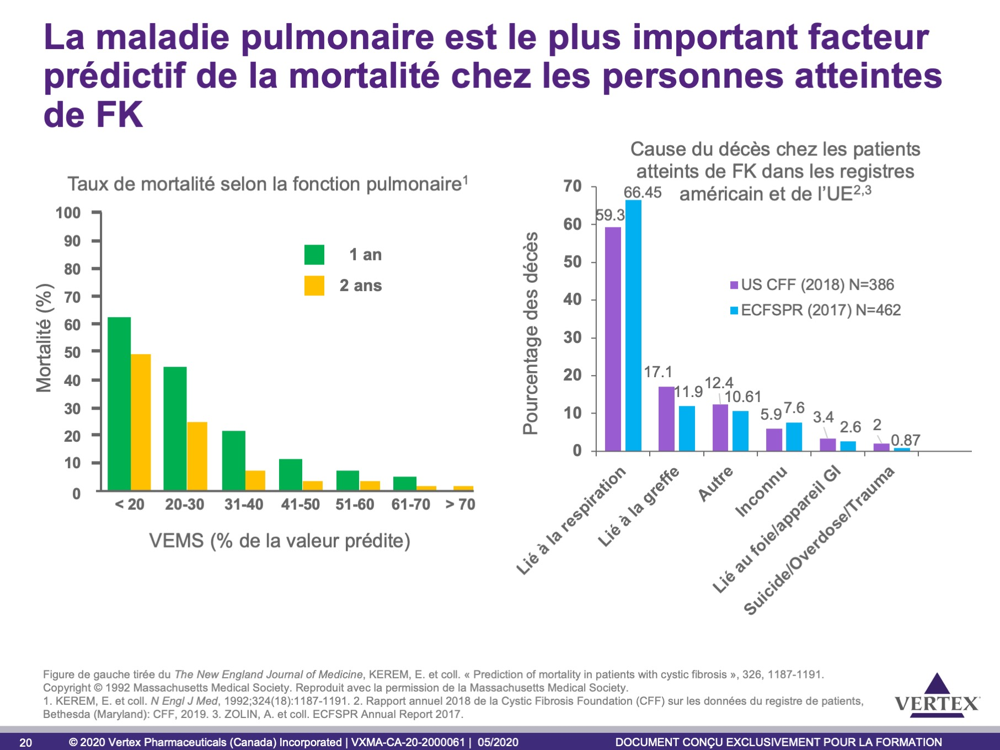 La maladie pulmonaire est le plus important facteur
prédictif de la mortalité chez les personnes atteintes
de FK
Taux de mortalité selon la fonction pulmonaire1
100
90
80
70
60
50
40
30
20
10
0
Mortalité (%)
1 an
2 ans
< 20
20-30
31-40
41-50
51-60
61-70
> 70
VEMS (% de la valeur prédite)
Cause du décès chez les patients
atteints de FK dans les registres
américain et de l’UE2,3
70
60
50
40
30
20
10
0
Pourcentage des décès
59.3
66.45
17.1
11.9
12.4
10.61
5.9
7.6
3.4
2.6
2
0.87
US CFF (2018) N=386
ECFSPR (2017) N=462
Lié à la respiration
Lié à la greffe
Autre
Inconnu
Lié au foie/appareil GI
Suicide/Overdose/Trauma
Figure de gauche tirée du The New England Journal of Medicine, KEREM, E. et coll. « Prediction of mortality in patients with cystic fibrosis », 326, 1187-1191.
Copyright © 1992 Massachusetts Medical Society. Reproduit avec la permission de la Massachusetts Medical Society.
1. KEREM, E. et coll. N Engl J Med, 1992;324(18):1187-1191. 2. Rapport annuel 2018 de la Cystic Fibrosis Foundation (CFF) sur les données du registre de patients,
Bethesda (Maryland): CFF, 2019. 3. ZOLIN, A. et coll. ECFSPR Annual Report 2017.
VERTEX
20
© 2020 Vertex Pharmaceuticals (Canada) Incorporated | VXMA-CA-20-2000061 | 05/2020
DOCUMENT CONÇU EXCLUSIVEMENT POUR LA FORMATION